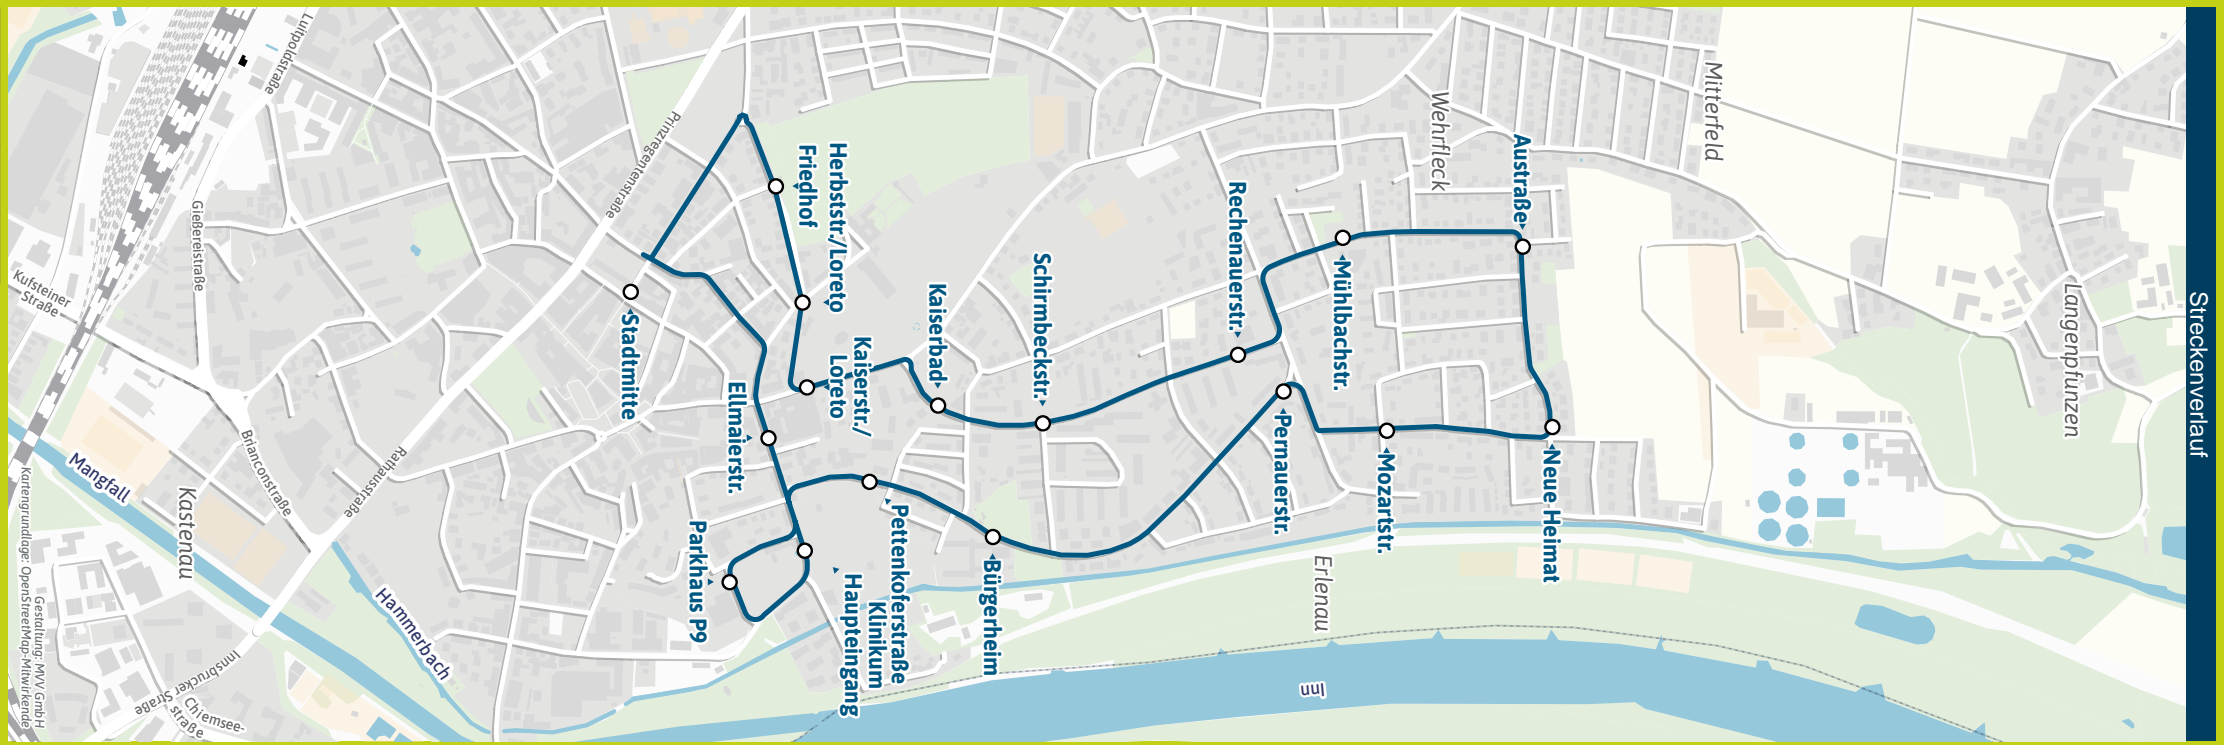 Streckenverlauf
Luitpoldstraße
Prinzregentenstraße
Gießereistraße
Kufsteiner
Straße
Mangfall
Kastenau
Brianconstraße
Rathausstraße
Hammerbach
Innsbrucker Straße
Chiemsee-
straße
Mitterfeld
Wehrfleck
Langenpfunzen
Erlenau
Inn
Herbststr./Loreto
Friedhof
Stadtmitte
Kaiserstr./
Loreto
Ellmaierstr.
Parkhaus P9
Haupteingang
Klinikum
Pettenkoferstraße
Bürgerheim
Kaiserbad
Schirmbeckstr.
Rechenauerstr.
Mühlbachstr.
Austraße
Neue Heimat
Mozartstr.
Pernauerstr.
Gestaltung: MVV GmbH
Kartengrundlage: OpenStreetMap-Mitwirkende